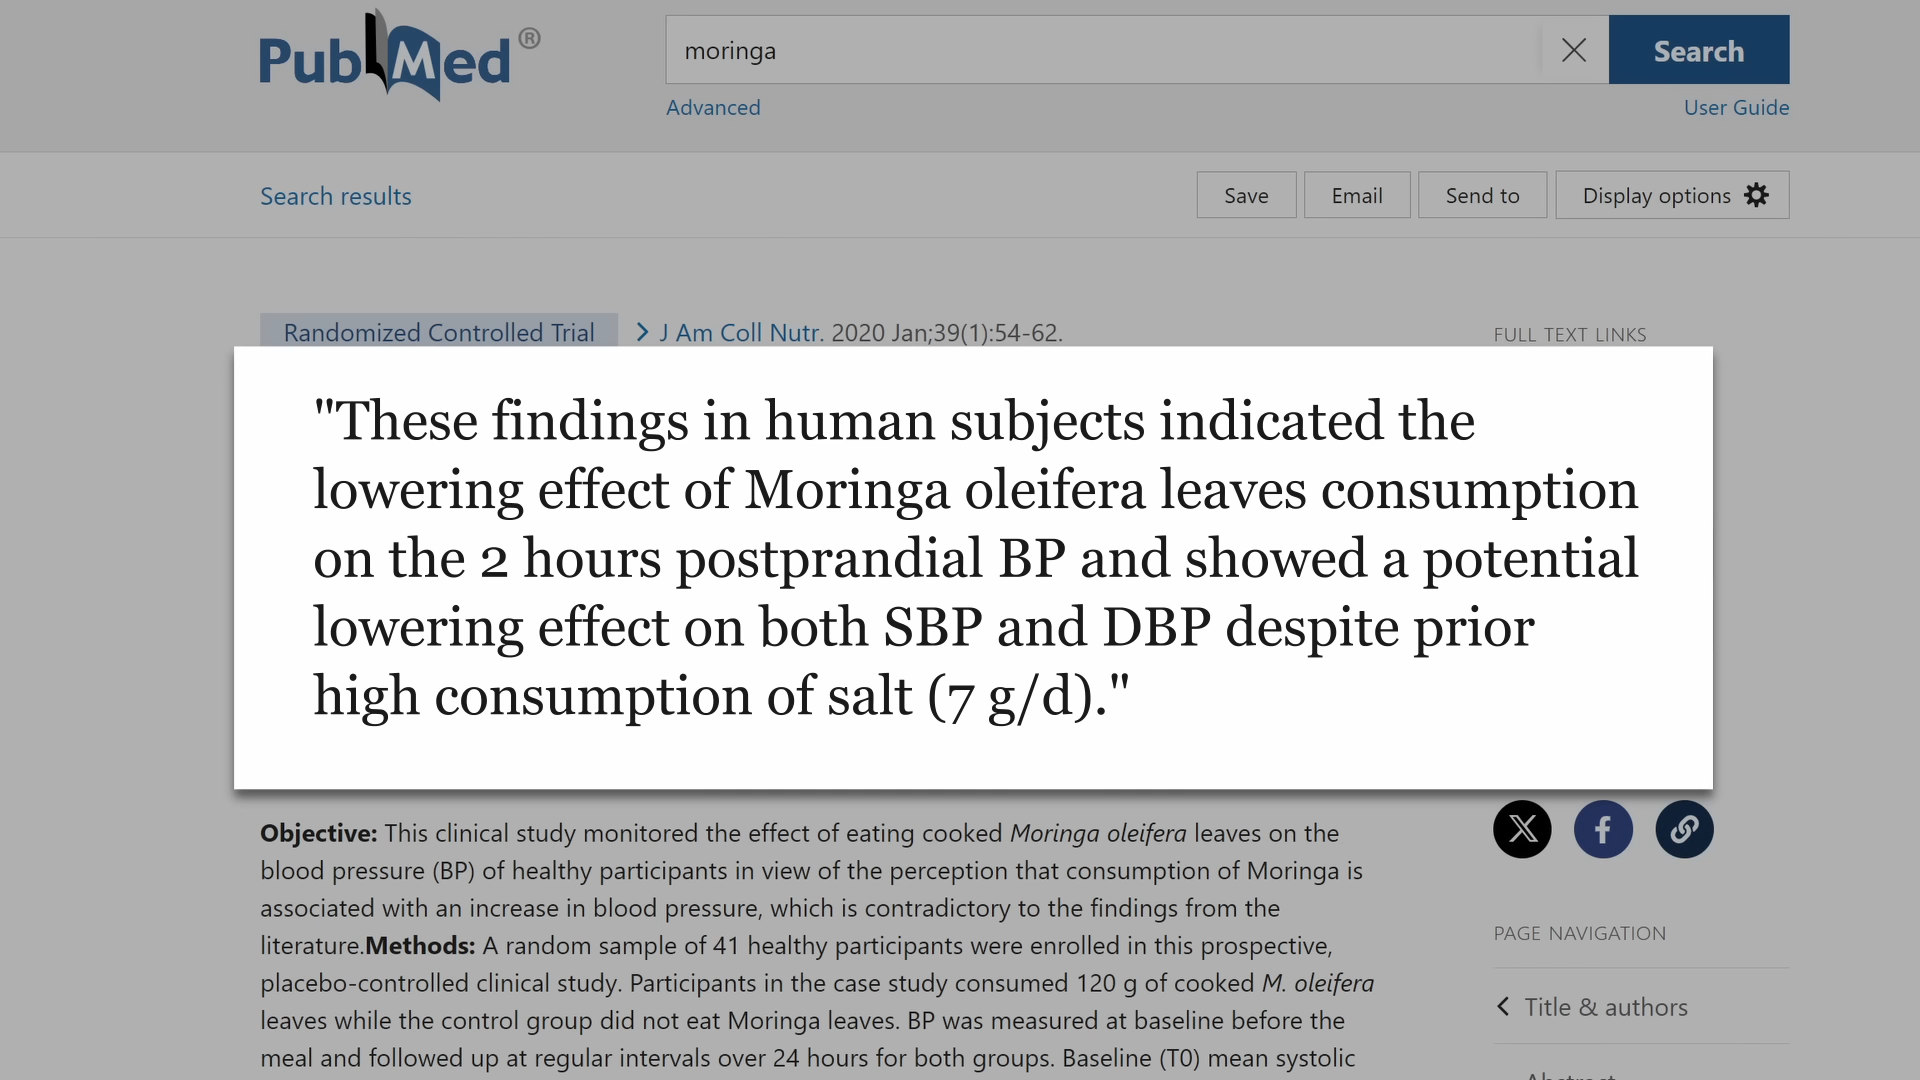 PubMed®
moringa
Search
Advanced
User Guide
Search results
Save
Email
Send to
Display options
Randomized Controlled Trial
J Am Coll Nutr. 2020 Jan;39(1):54-62.
FULL TEXT LINKS
"These findings in human subjects indicated the
lowering effect of Moringa oleifera leaves consumption
on the 2 hours postprandial BP and showed a potential
lowering effect on both SBP and DBP despite prior
high consumption of salt (7 g/d)."
Objective: This clinical study monitored the effect of eating cooked Moringa oleifera leaves on the
blood pressure (BP) of healthy participants in view of the perception that consumption of Moringa is
associated with an increase in blood pressure, which is contradictory to the findings from the
literature.Methods: A random sample of 41 healthy participants were enrolled in this prospective,
placebo-controlled clinical study. Participants in the case study consumed 120 g of cooked M. oleifera
leaves while the control group did not eat Moringa leaves. BP was measured at baseline before the
meal and followed up at regular intervals over 24 hours for both groups. Baseline (T0) mean systolic
PAGE NAVIGATION
Title & authors
Abstract